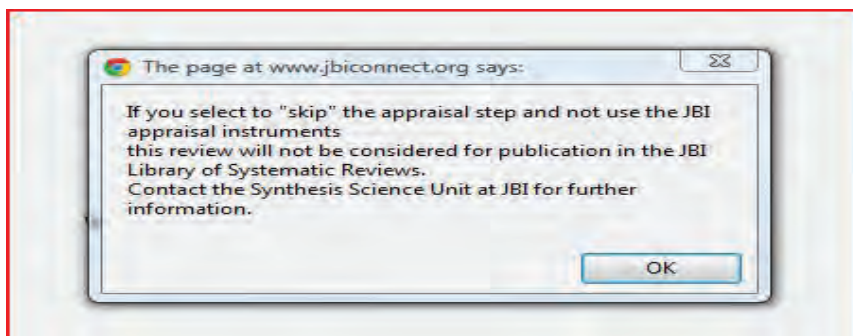 The page at www.jbiconnect.org says:
If you select to "skip" the appraisal step and not use the JBI
appraisal instruments
this review will not be considered for publication in the JBI
Library of Systematic Reviews.
Contact the Synthesis Science Unit at JBI for further
information.
OK